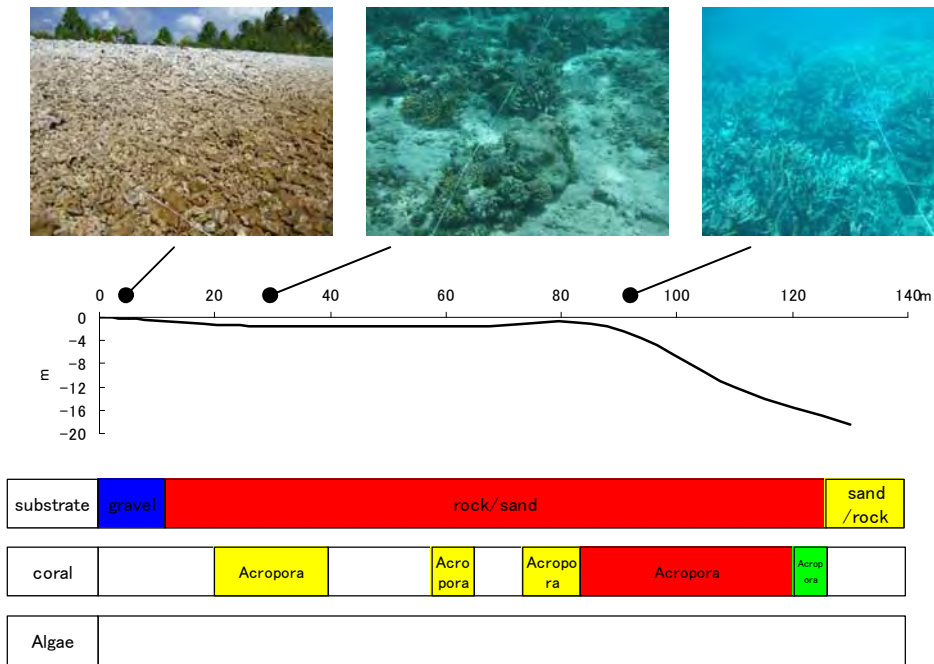 0 20 40 60 80 100 120 140m
0
-4
-8
-12
-16
-20
m
substrate gravel rock/sand sand
/rock
coral Acropora Acro
pora Acropo
ra Acropora Acrop
ora
Algae